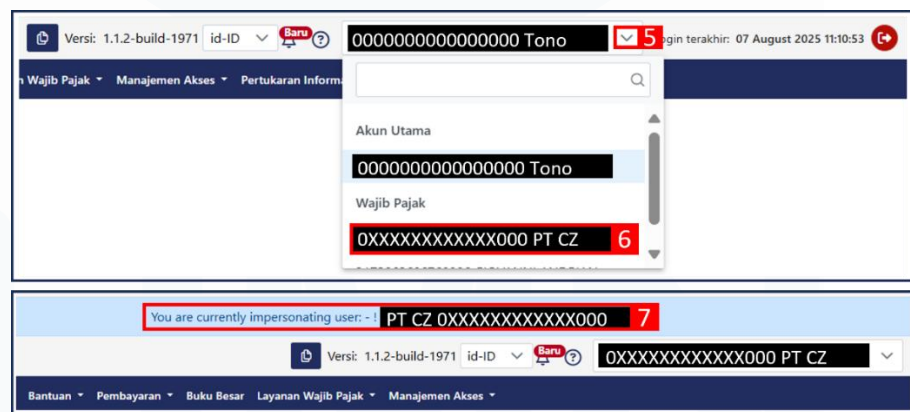 Versi: 1.1.2-build-1971 id-ID Baru ? 0000000000000000 Tono 5 ogin terakhir: 07 August 2025 11:10:53
n Wajib Pajak Manajemen Akses Pertukaran Informa
Akun Utama
0000000000000000 Tono
Wajib Pajak
0XXXXXXXXXXXX000 PT CZ 6
You are currently impersonating user: - ! PT CZ 0XXXXXXXXXXXX000 7
Versi: 1.1.2-build-1971 id-ID Baru ? 0XXXXXXXXXXXX000 PT CZ
Bantuan Pembayaran Buku Besar Layanan Wajib Pajak Manajemen Akses